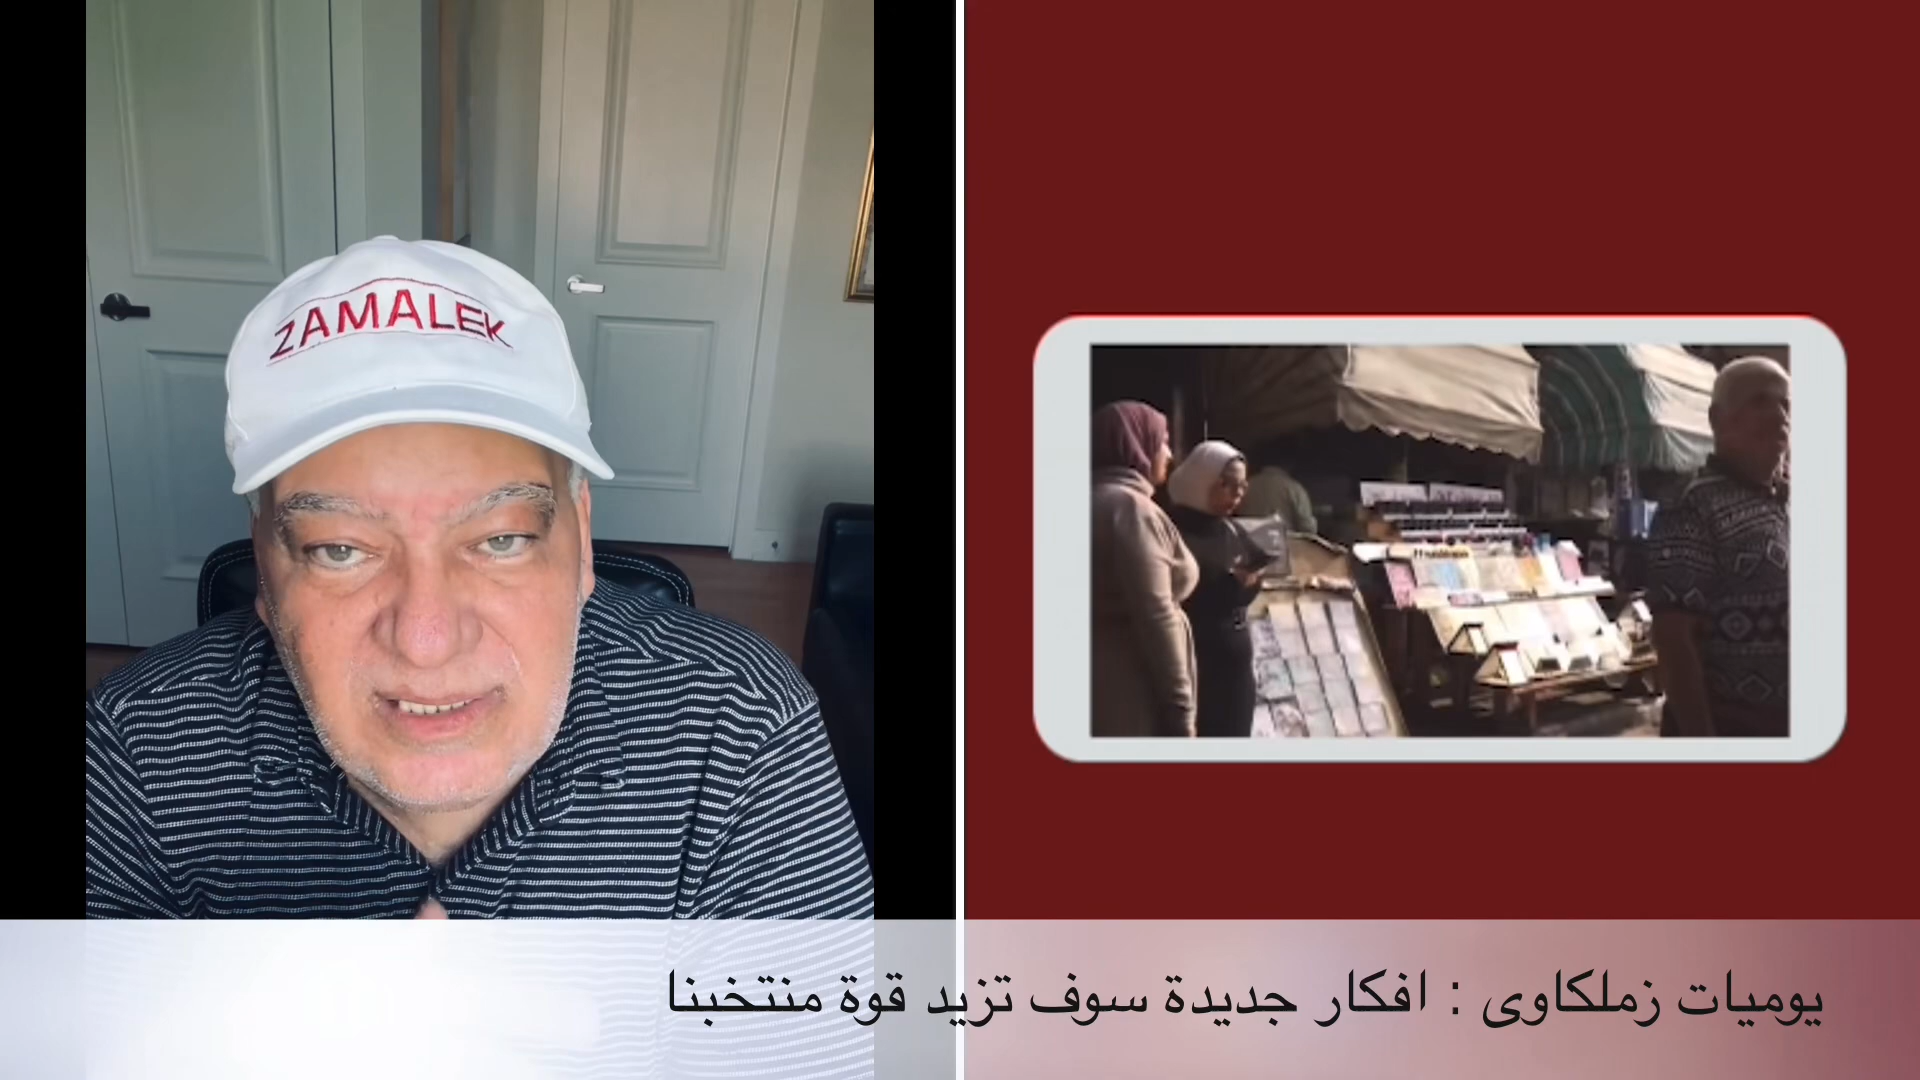 ZAMALEK
يوميات زملكاوى : افكار جديدة سوف تزيد قوة منتخبنا